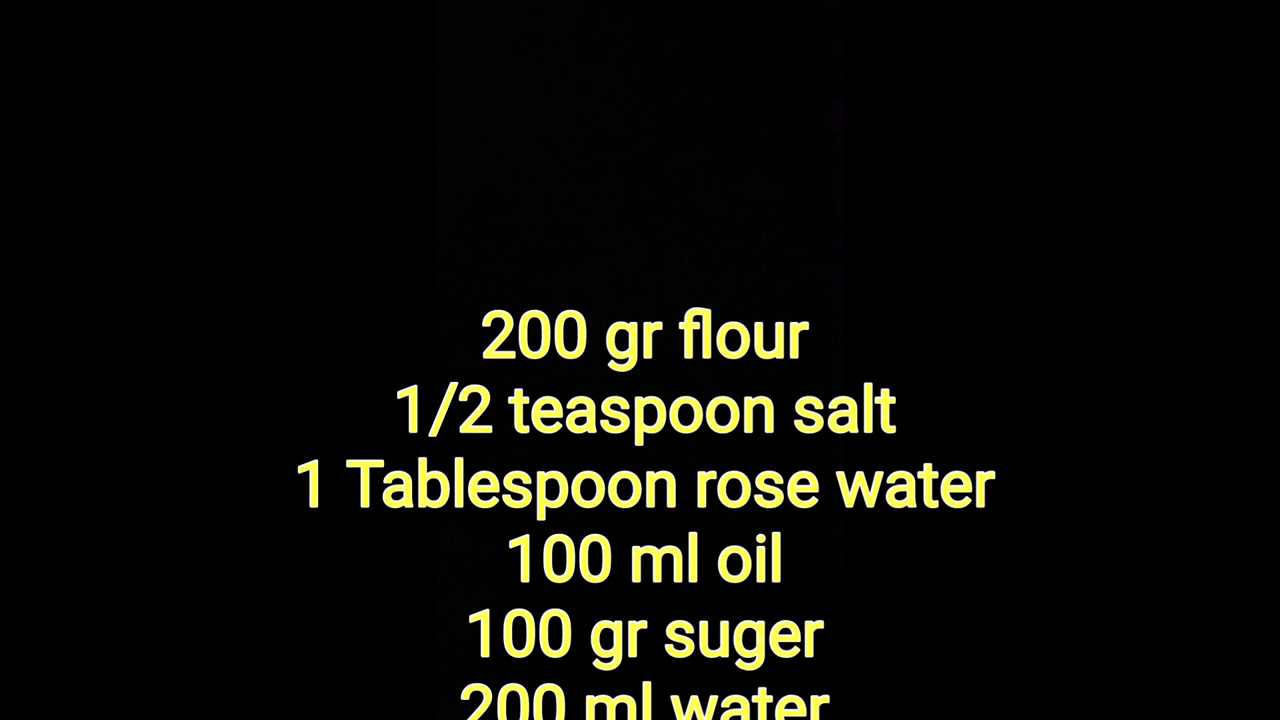 200 gr flour
1/2 teaspoon salt
1 Tablespoon rose water
100 ml oil
100 gr suger
200 ml water